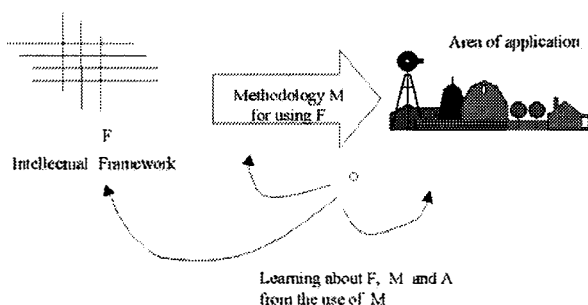 Area of application
Methodology M
for using F
F
Intellectual Framework
Learning about F, M and A
from the use of M